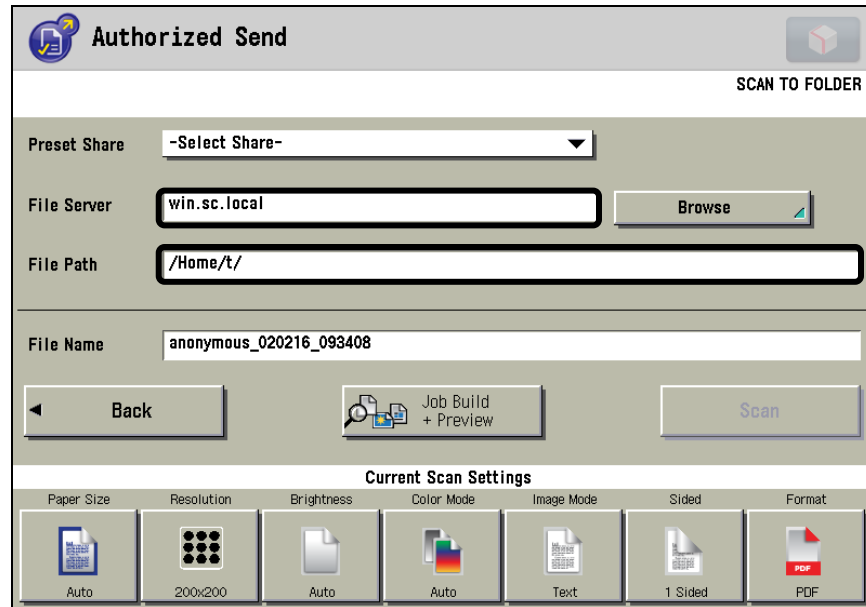 Authorized Send
SCAN TO FOLDER
Preset Share
-Select Share-
File Server
win.sc.local
Browse
File Path
/Home/t/
File Name
anonymous_020216_093408
Back
Job Build
+ Preview
Scan
Current Scan Settings
Paper Size
Resolution
Brightness
Color Mode
Image Mode
Sided
Format
PDF
Auto
200x200
Auto
Auto
Text
1 Sided
PDF